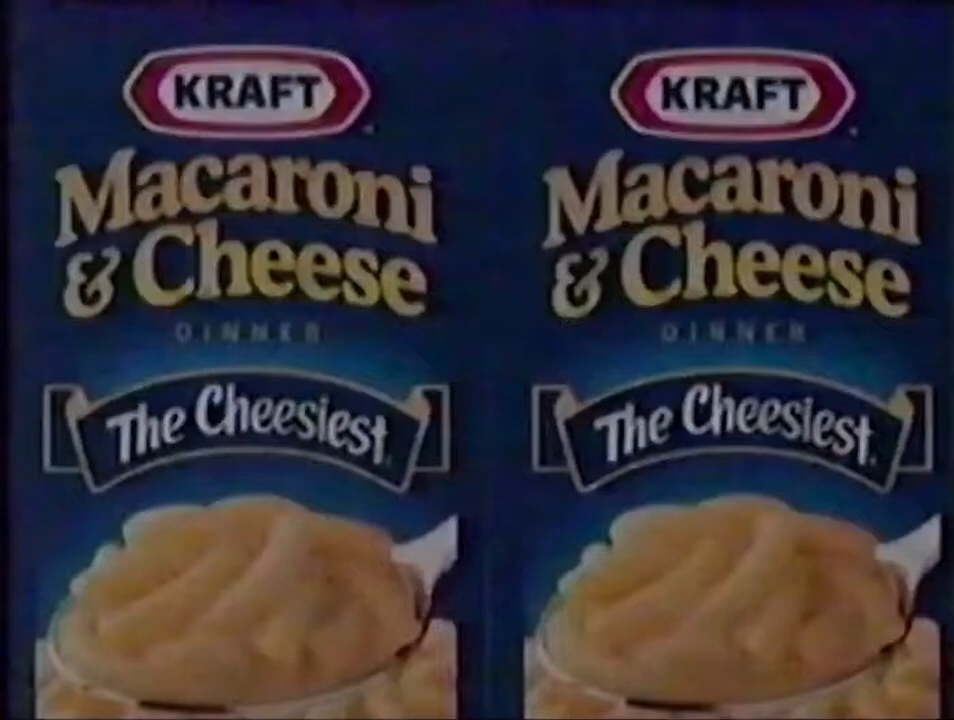 KRAFT
Macaroni
& Cheese
DINNER
The Cheesiest.
KRAFT
Macaroni
& Cheese
DINNER
The Cheesiest.